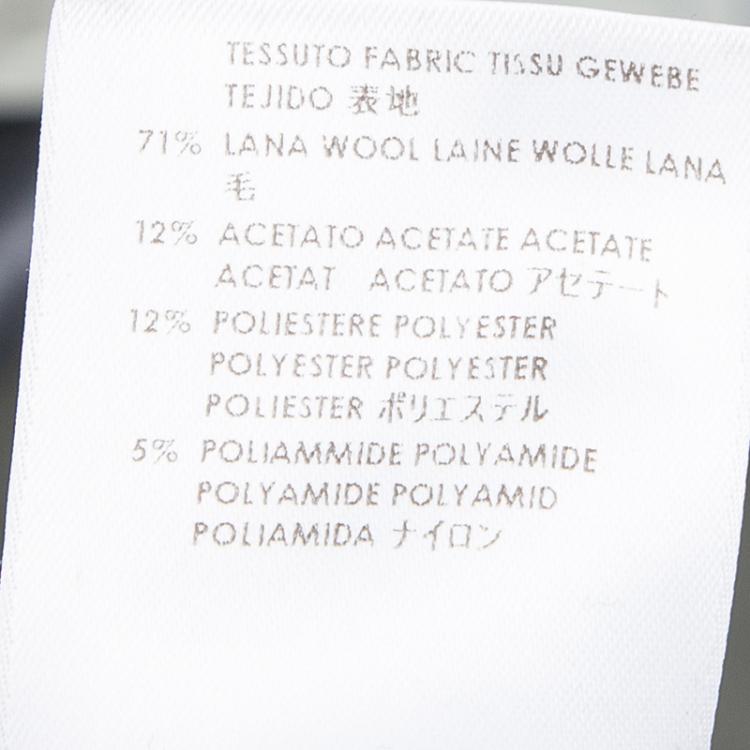 TESSUTO FABRIC TISSU GEWEBE
TEJIDO 表地
71% LANA WOOL LAINE WOLLE LANA
毛
12% ACETATO ACETATE ACETATE
ACETAT ACETATO アセテート
12% POLIESTERE POLYESTER
POLYESTER POLYESTER
POLIESTER ポリエステル
5% POLIAMMIDE POLYAMIDE
POLYAMIDE POLYAMID
POLIAMIDA ナイロン